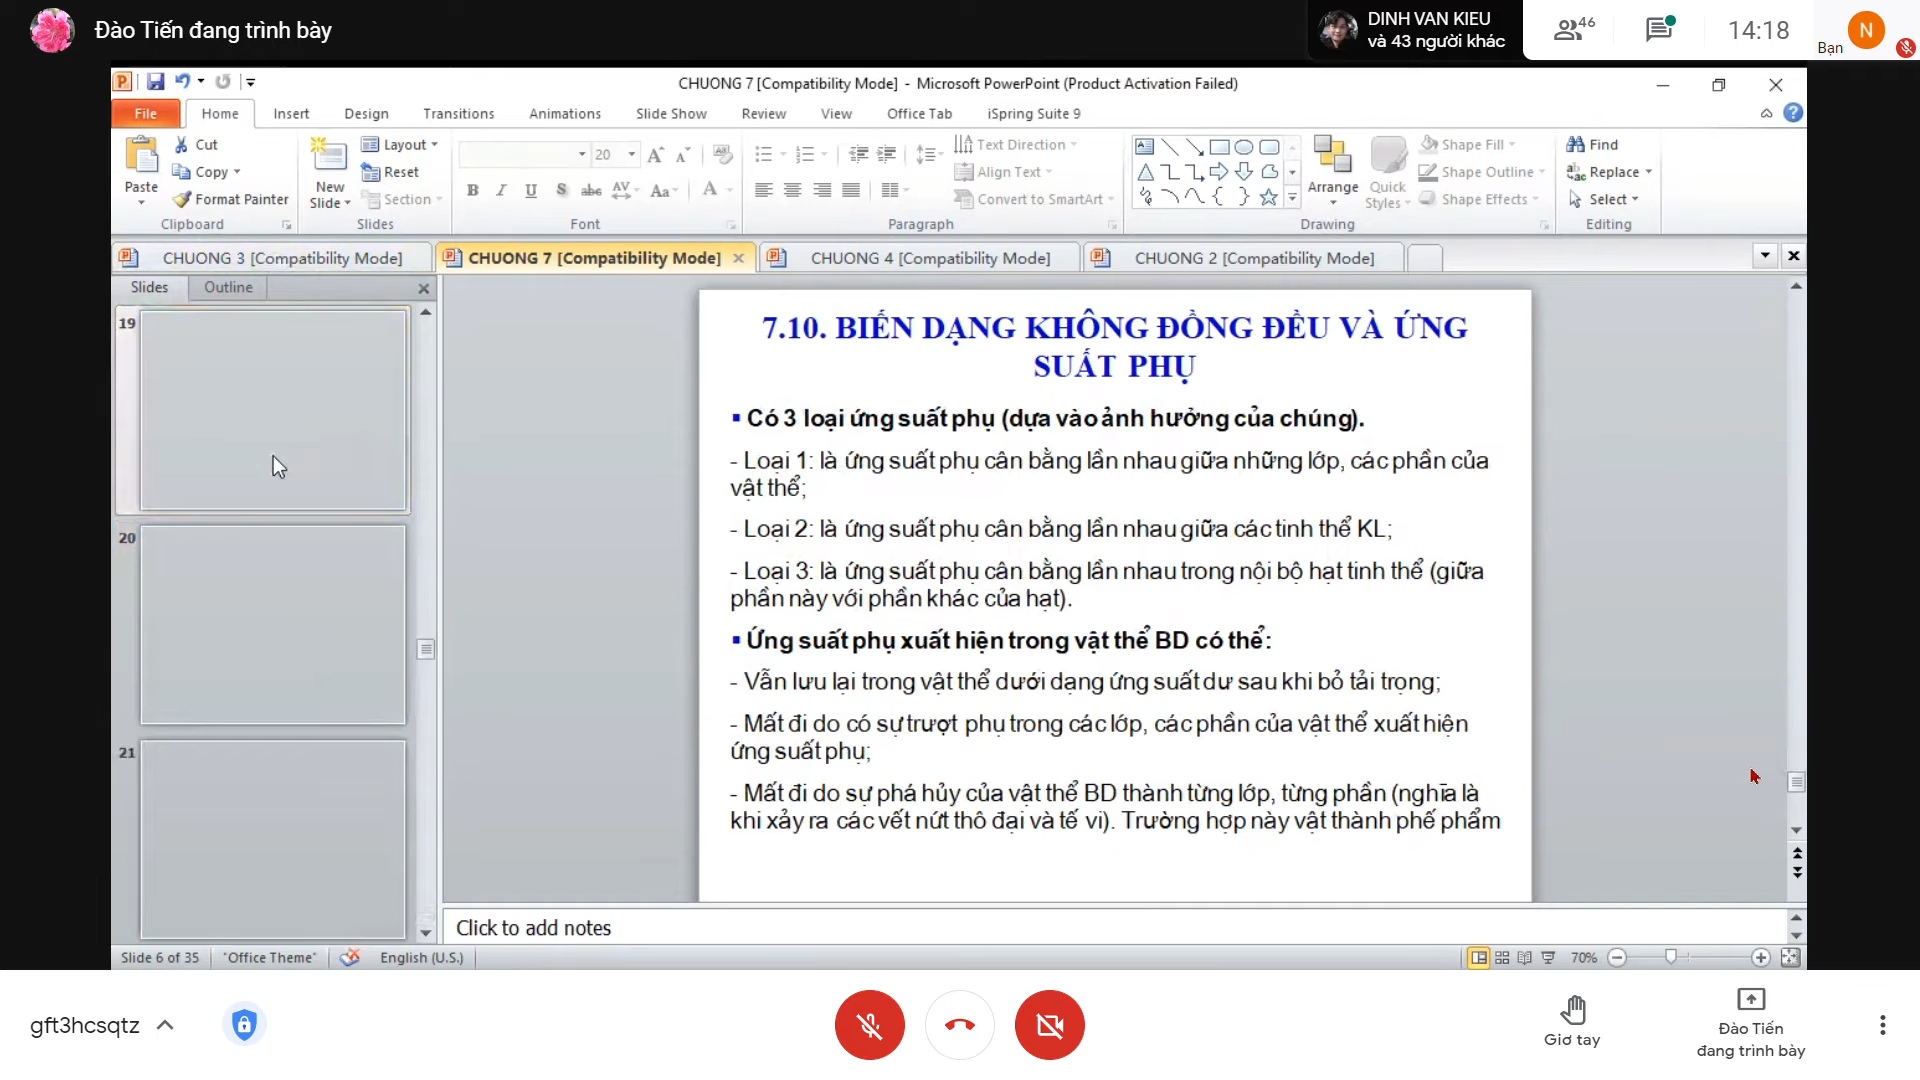 Đào Tiến đang trình bày
DINH VAN KIEU
và 43 người khác
46
14:18
Bạn
N
CHUONG 7 [Compatibility Mode] - Microsoft PowerPoint (Product Activation Failed)
File Home Insert Design Transitions Animations Slide Show Review View Office Tab iSpring Suite 9
Paste
Cut
Copy
Format Painter
Clipboard
New
Slide
Layout
Reset
Section
Slides
20
Font
Text Direction
Align Text
Convert to SmartArt
Paragraph
Arrange
Quick
Styles
Shape Fill
Shape Outline
Shape Effects
Drawing
Find
Replace
Select
Editing
CHUONG 3 [Compatibility Mode]
CHUONG 7 [Compatibility Mode]
CHUONG 4 [Compatibility Mode]
CHUONG 2 [Compatibility Mode]
Slides Outline
19
20
21
7.10. BIẾN DẠNG KHÔNG ĐỒNG ĐỀU VÀ ỨNG
SUẤT PHỤ
▪ Có 3 loại ứng suất phụ (dựa vào ảnh hưởng của chúng).
- Loại 1: là ứng suất phụ cân bằng lần nhau giữa những lớp, các phần của
vật thể;
- Loại 2: là ứng suất phụ cân bằng lần nhau giữa các tinh thể KL;
- Loại 3: là ứng suất phụ cân bằng lần nhau trong nội bộ hạt tinh thể (giữa
phần này với phần khác của hạt).
▪ Ứng suất phụ xuất hiện trong vật thể BD có thể:
- Vẫn lưu lại trong vật thể dưới dạng ứng suất dư sau khi bỏ tải trọng;
- Mất đi do có sự trượt phụ trong các lớp, các phần của vật thể xuất hiện
ứng suất phụ;
- Mất đi do sự phá hủy của vật thể BD thành từng lớp, từng phần (nghĩa là
khi xảy ra các vết nứt thô đại và tế vi). Trường hợp này vật thành phế phẩm
Click to add notes
Slide 6 of 35 "Office Theme" English (U.S.) 70%
gft3hcsqtz
Giơ tay
Đào Tiến
đang trình bày